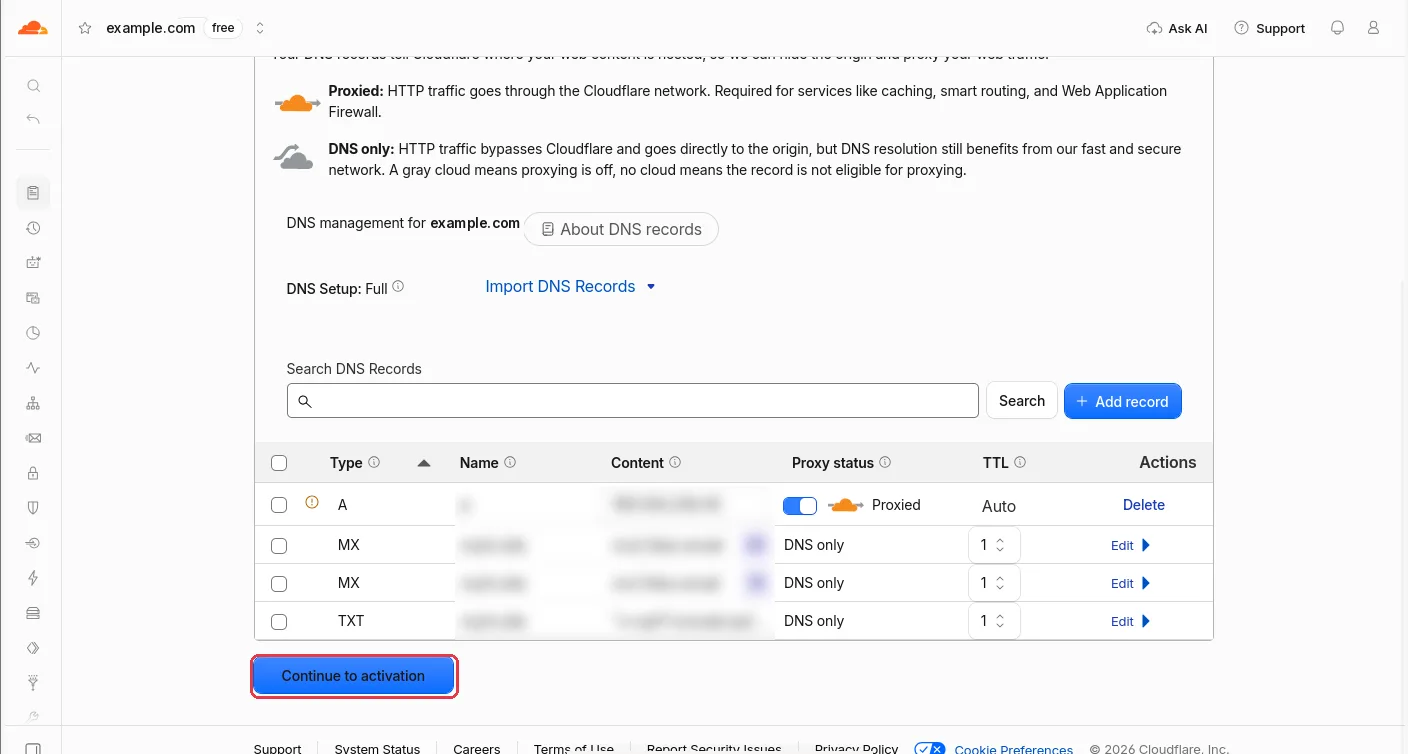 example.com free
Ask AI Support
Your DNS records tell Cloudflare where your web content is hosted, so we can hide the origin and proxy your web traffic.
Proxied: HTTP traffic goes through the Cloudflare network. Required for services like caching, smart routing, and Web Application
Firewall.
DNS only: HTTP traffic bypasses Cloudflare and goes directly to the origin, but DNS resolution still benefits from our fast and secure
network. A gray cloud means proxying is off, no cloud means the record is not eligible for proxying.
DNS management for example.com About DNS records
DNS Setup: Full Import DNS Records
Search DNS Records
Search + Add record
Type Name Content Proxy status TTL Actions
A Proxied Auto Delete
MX DNS only 1 Edit
MX DNS only 1 Edit
TXT DNS only 1 Edit
Continue to activation
Support System Status Careers Terms of Use Report Security Issues Privacy Policy Cookie Preferences © 2026 Cloudflare, Inc.